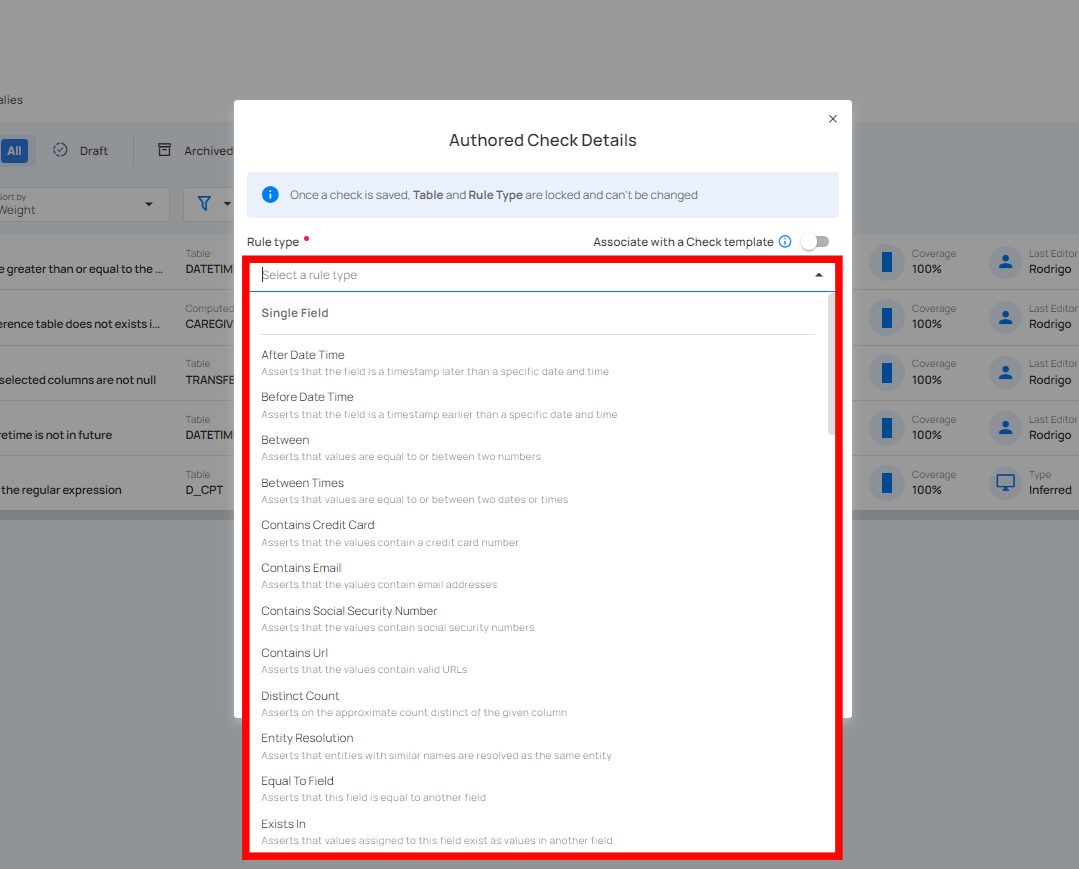 alies
All
Draft
Archived
Sort by
Weight
Authored Check Details
Once a check is saved, Table and Rule Type are locked and can't be changed
Rule type
Associate with a Check template
Select a rule type
Single Field
After Date Time
Asserts that the field is a timestamp later than a specific date and time
Before Date Time
Asserts that the field is a timestamp earlier than a specific date and time
Between
Asserts that values are equal to or between two numbers
Between Times
Asserts that values are equal to or between two dates or times
Contains Credit Card
Asserts that the values contain a credit card number
Contains Email
Asserts that the values contain email addresses
Contains Social Security Number
Asserts that the values contain social security numbers
Contains Url
Asserts that the values contain valid URLs
Distinct Count
Asserts on the approximate count distinct of the given column
Entity Resolution
Asserts that entities with similar names are resolved as the same entity
Equal To Field
Asserts that this field is equal to another field
Exists In
Asserts that values assigned to this field exist as values in another field
e greater than or equal to the ...
Table
DATETIM
Coverage
100%
Last Editor
Rodrigo
erence table does not exists i...
Computed
CAREGIV
Coverage
100%
Last Editor
Rodrigo
selected columns are not null
Table
TRANSFE
Coverage
100%
Last Editor
Rodrigo
etime is not in future
Table
DATETIM
Coverage
100%
Last Editor
Rodrigo
the regular expression
Table
D_CPT
Coverage
100%
Type
Inferred